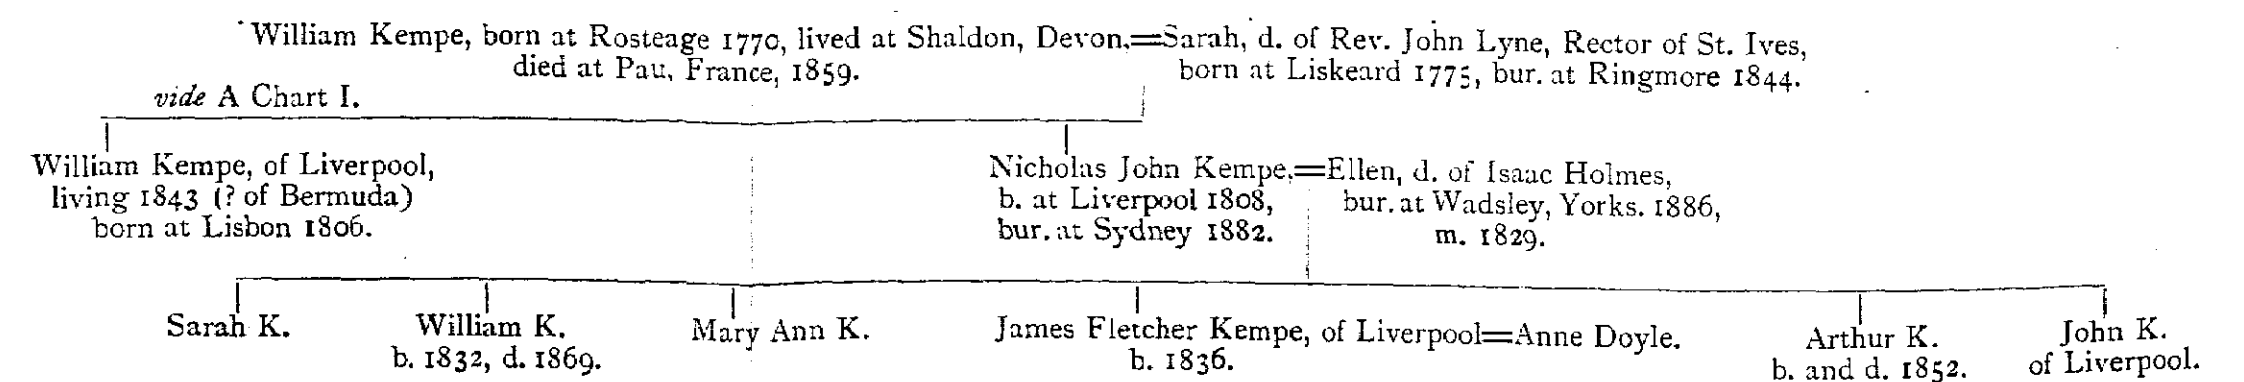 William Kempe, born at Rosteage 1770, lived at Shaldon, Devon.=Sarah, d. of Rev. John Lyne, Rector of St. Ives,
died at Pau, France, 1859.
born at Liskeard 1775, bur. at Ringmore 1844.
vide A Chart I.
William Kempe, of Liverpool,
living 1843 (? of Bermuda)
born at Lisbon 1806.
Nicholas John Kempe.=Ellen, d. of Isaac Holmes,
b. at Liverpool 1808,
bur. at Sydney 1882.
bur. at Wadsley, Yorks. 1886,
m. 1829.
Sarah K.
William K.
b. 1832, d. 1869.
Mary Ann K.
James Fletcher Kempe, of Liverpool=Anne Doyle.
b. 1836.
Arthur K.
b. and d. 1852.
John K.
of Liverpool.